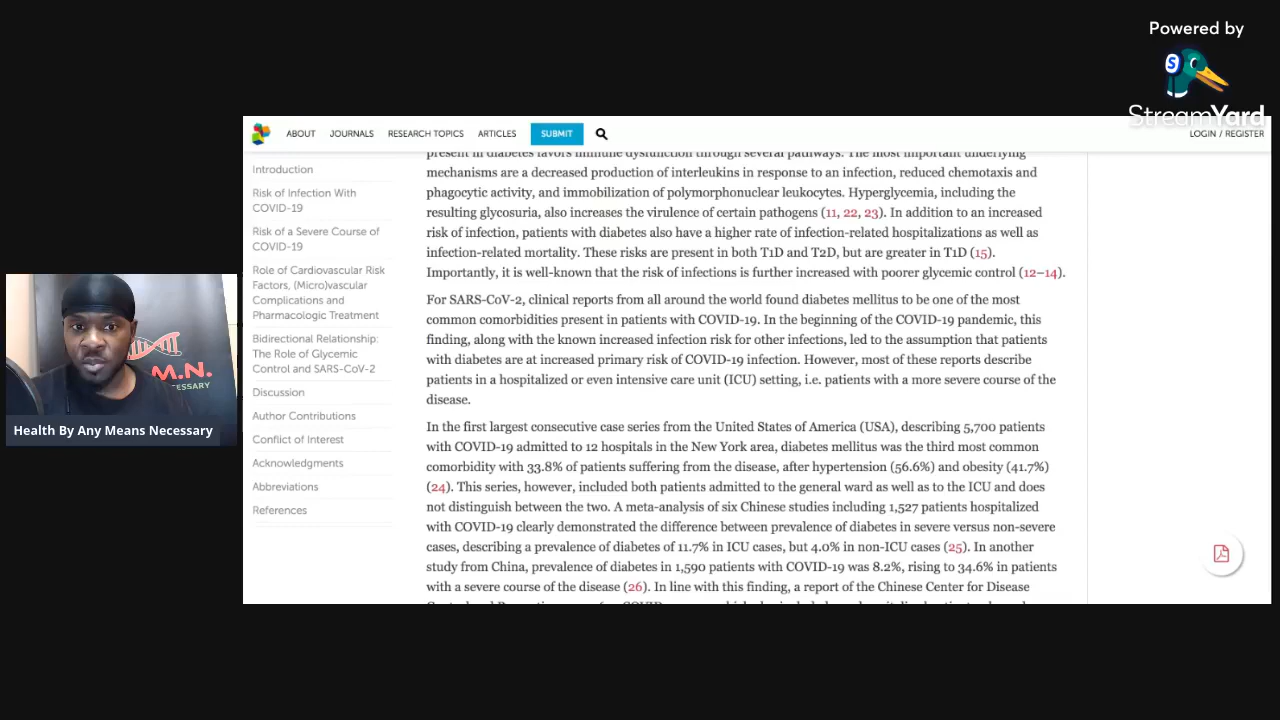 Powered by
S
StreamYard
ABOUT JOURNALS RESEARCH TOPICS ARTICLES SUBMIT
LOGIN / REGISTER
Introduction
Risk of Infection With
COVID-19
Risk of a Severe Course of
COVID-19
Role of Cardiovascular Risk
Factors, (Micro)vascular
Complications and
Pharmacologic Treatment
Bidirectional Relationship:
The Role of Glycemic
Control and SARS-CoV-2
Discussion
Author Contributions
Conflict of Interest
Acknowledgments
Abbreviations
References
present in diabetes favors immune dysfunction through several pathways. The most important underlying
mechanisms are a decreased production of interleukins in response to an infection, reduced chemotaxis and
phagocytic activity, and immobilization of polymorphonuclear leukocytes. Hyperglycemia, including the
resulting glycosuria, also increases the virulence of certain pathogens (11, 22, 23). In addition to an increased
risk of infection, patients with diabetes also have a higher rate of infection-related hospitalizations as well as
infection-related mortality. These risks are present in both T1D and T2D, but are greater in T1D (15).
Importantly, it is well-known that the risk of infections is further increased with poorer glycemic control (12–14).
For SARS-CoV-2, clinical reports from all around the world found diabetes mellitus to be one of the most
common comorbidities present in patients with COVID-19. In the beginning of the COVID-19 pandemic, this
finding, along with the known increased infection risk for other infections, led to the assumption that patients
with diabetes are at increased primary risk of COVID-19 infection. However, most of these reports describe
patients in a hospitalized or even intensive care unit (ICU) setting, i.e. patients with a more severe course of the
disease.
In the first largest consecutive case series from the United States of America (USA), describing 5,700 patients
with COVID-19 admitted to 12 hospitals in the New York area, diabetes mellitus was the third most common
comorbidity with 33.8% of patients suffering from the disease, after hypertension (56.6%) and obesity (41.7%)
(24). This series, however, included both patients admitted to the general ward as well as to the ICU and does
not distinguish between the two. A meta-analysis of six Chinese studies including 1,527 patients hospitalized
with COVID-19 clearly demonstrated the difference between prevalence of diabetes in severe versus non-severe
cases, describing a prevalence of diabetes of 11.7% in ICU cases, but 4.0% in non-ICU cases (25). In another
study from China, prevalence of diabetes in 1,590 patients with COVID-19 was 8.2%, rising to 34.6% in patients
with a severe course of the disease (26). In line with this finding, a report of the Chinese Center for Disease
M.N.
ECESSARY
Health By Any Means Necessary